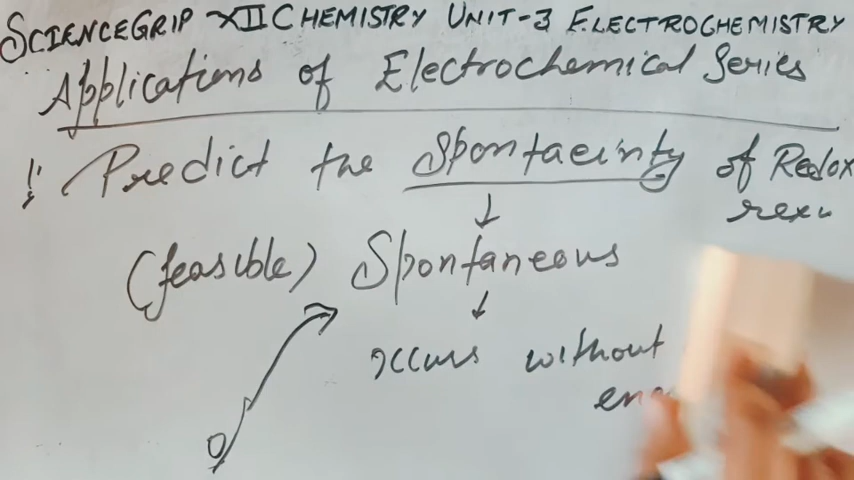 SCIENCEGRIP XII CHEMISTRY UNIT-3 ELECTROCHEMISTRY
Applications of Electrochemical Series
Predict the Spontaeinty of Redox
rexn
(feasible) Spontaneous
occurs without